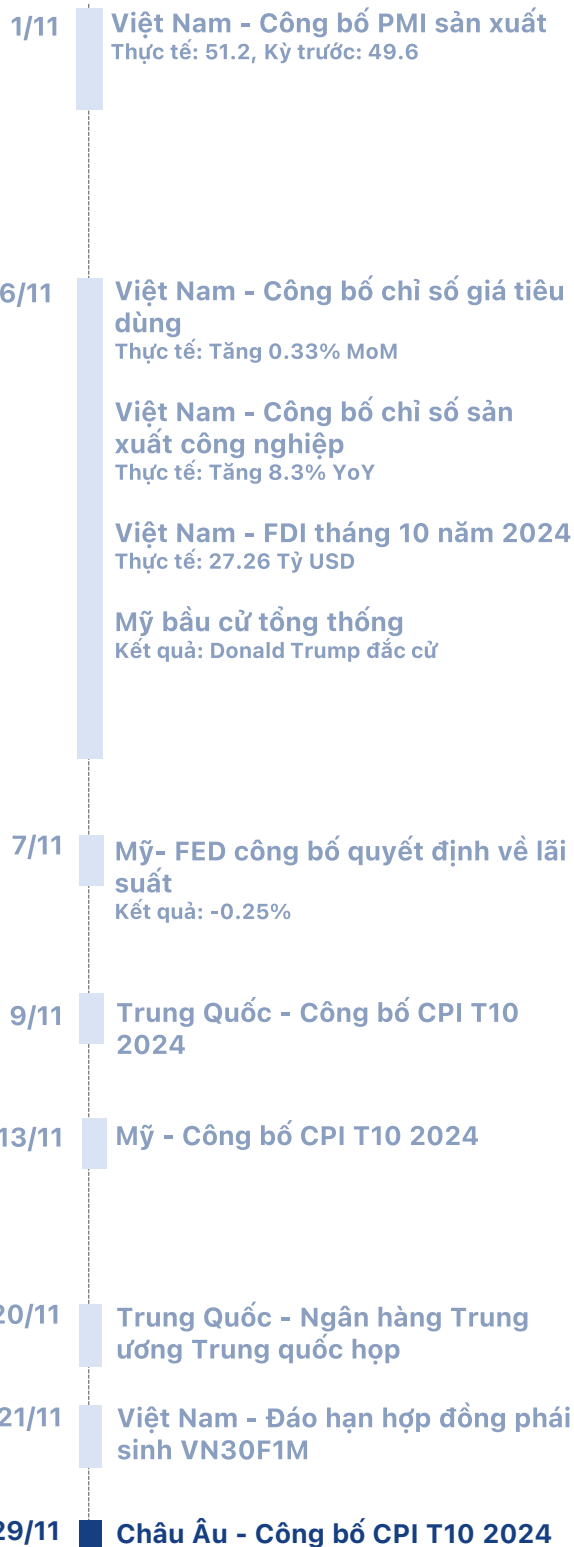 1/11
Việt Nam - Công bố PMI sản xuất
Thực tế: 51.2, Kỳ trước: 49.6
6/11
Việt Nam - Công bố chỉ số giá tiêu
dùng
Thực tế: Tăng 0.33% MoM
Việt Nam - Công bố chỉ số sản
xuất công nghiệp
Thực tế: Tăng 8.3% YoY
Việt Nam - FDI tháng 10 năm 2024
Thực tế: 27.26 Tỷ USD
Mỹ bầu cử tổng thống
Kết quả: Donald Trump đắc cử
7/11
Mỹ- FED công bố quyết định về lãi
suất
Kết quả: -0.25%
9/11
Trung Quốc - Công bố CPI T10
2024
13/11
Mỹ - Công bố CPI T10 2024
20/11
Trung Quốc - Ngân hàng Trung
ương Trung quốc họp
21/11
Việt Nam - Đáo hạn hợp đồng phái
sinh VN30F1M
29/11
Châu Âu - Công bố CPI T10 2024